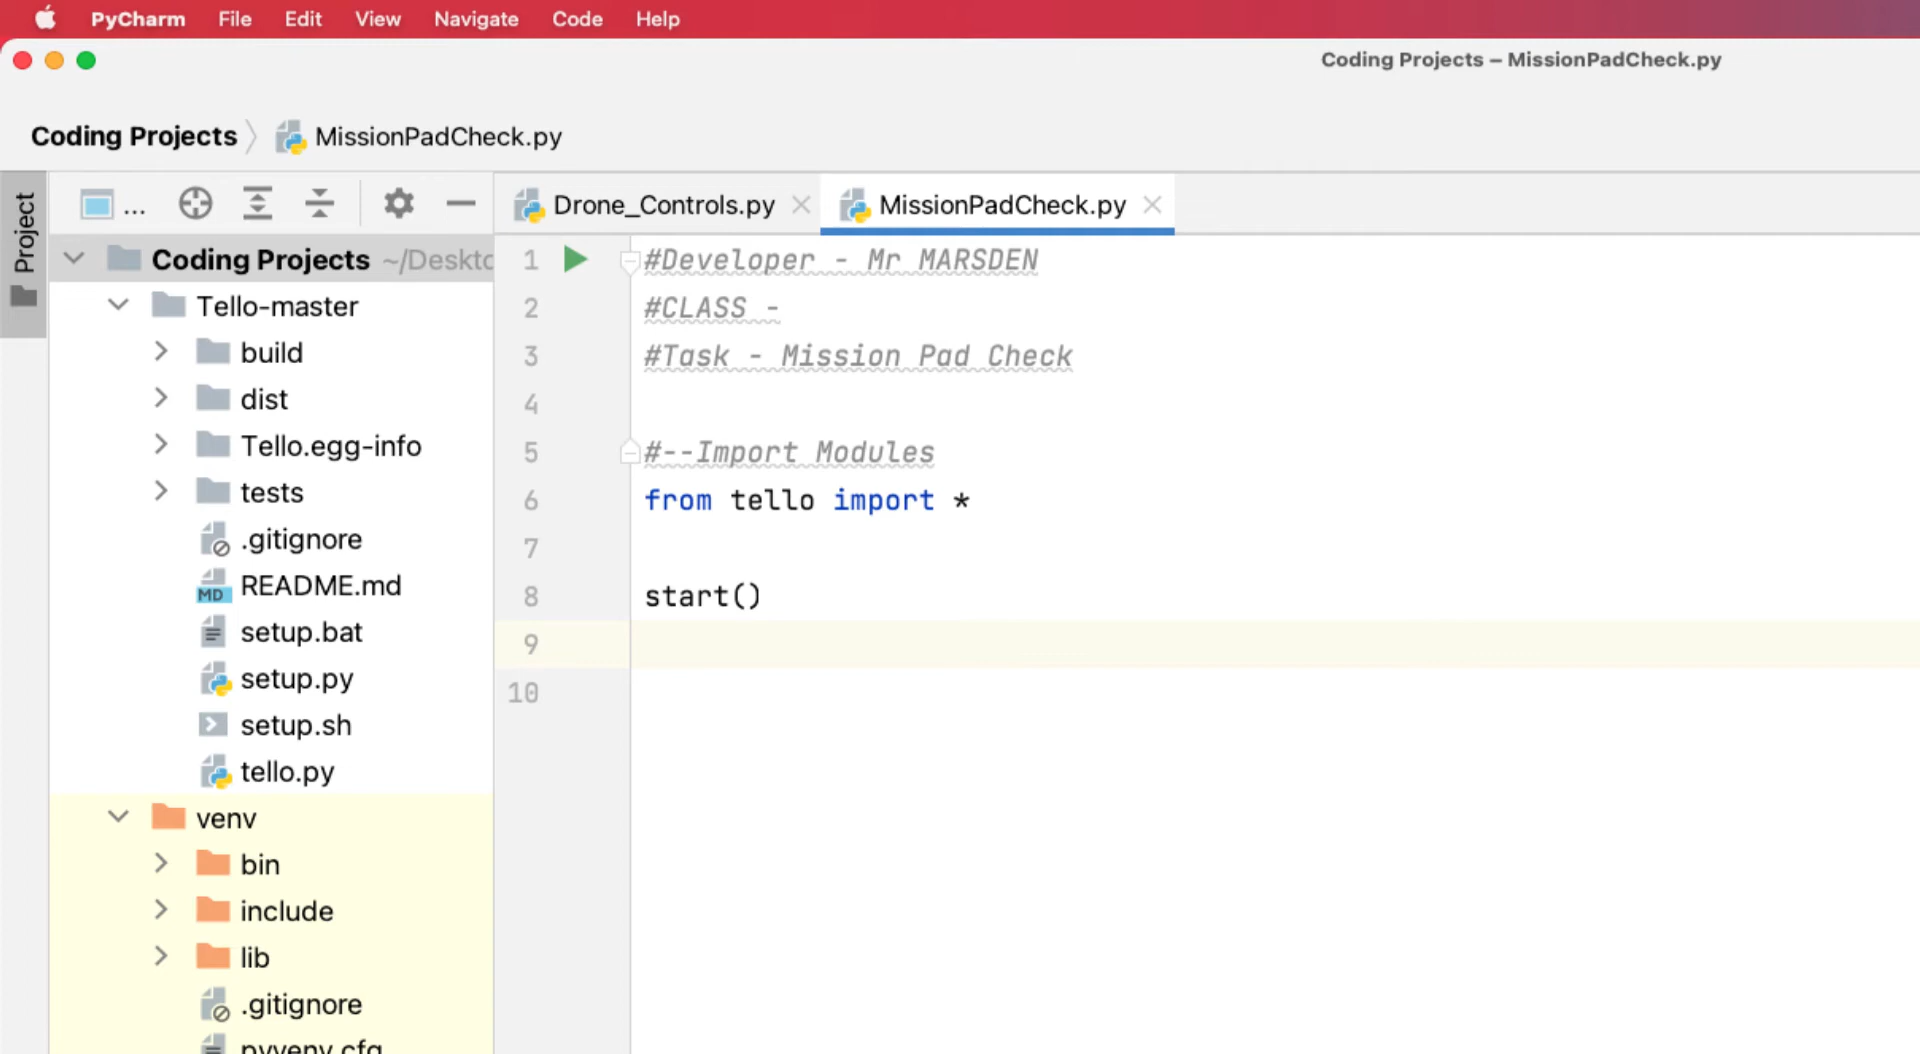 PyCharm File Edit View Navigate Code Help
Coding Projects – MissionPadCheck.py
Coding Projects MissionPadCheck.py
Project
...
Drone_Controls.py MissionPadCheck.py
Coding Projects ~/Deskto
Tello-master
build
dist
Tello.egg-info
tests
.gitignore
MD README.md
setup.bat
setup.py
setup.sh
tello.py
venv
bin
include
lib
.gitignore
pyvenv.cfg
1 #Developer - Mr MARSDEN
2 #CLASS -
3 #Task - Mission Pad Check
4
5 #--Import Modules
6 from tello import *
7
8 start()
9
10